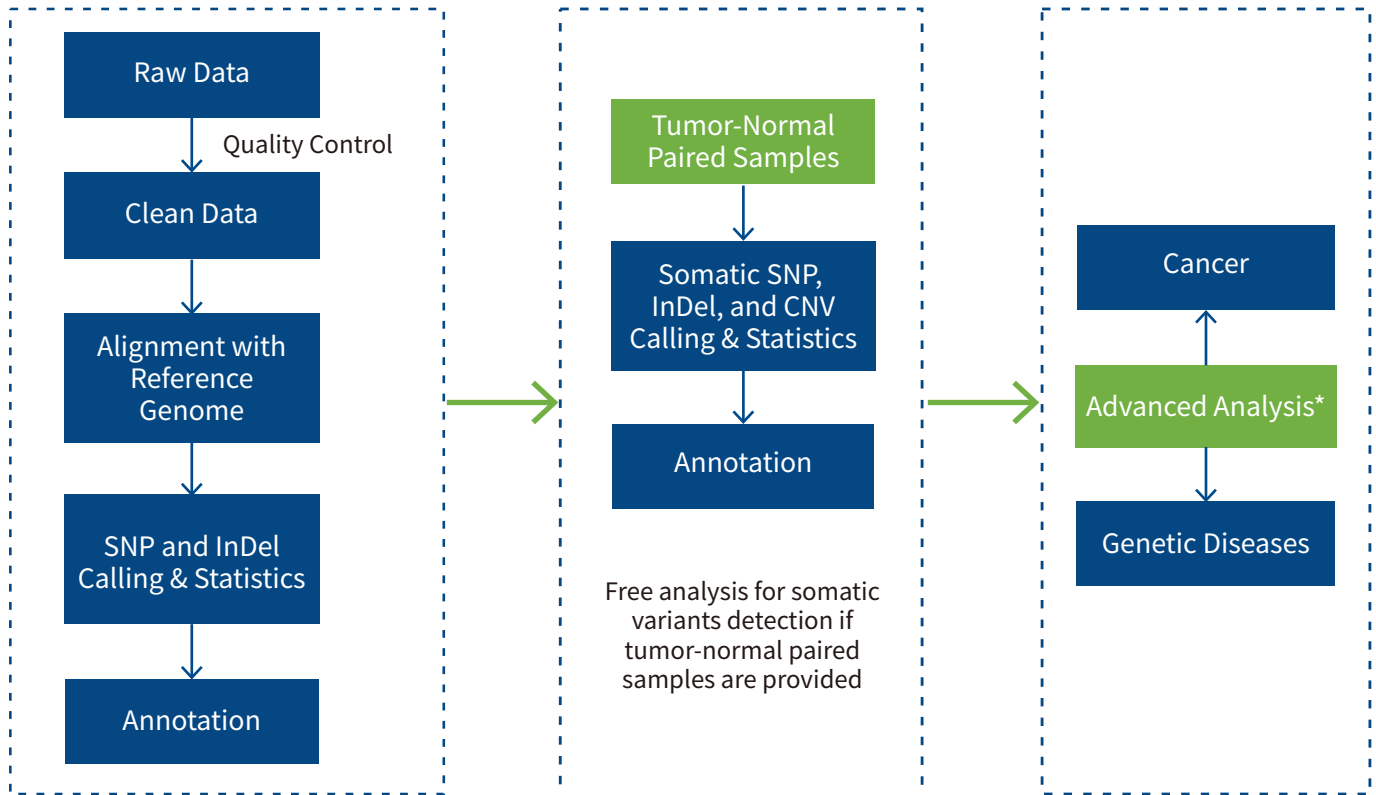 Raw Data
Quality Control
Clean Data
Alignment with
Reference
Genome
SNP and InDel
Calling & Statistics
Annotation
Tumor-Normal
Paired Samples
Somatic SNP,
InDel, and CNV
Calling & Statistics
Annotation
Free analysis for somatic
variants detection if
tumor-normal paired
samples are provided
Cancer
Advanced Analysis*
Genetic Diseases